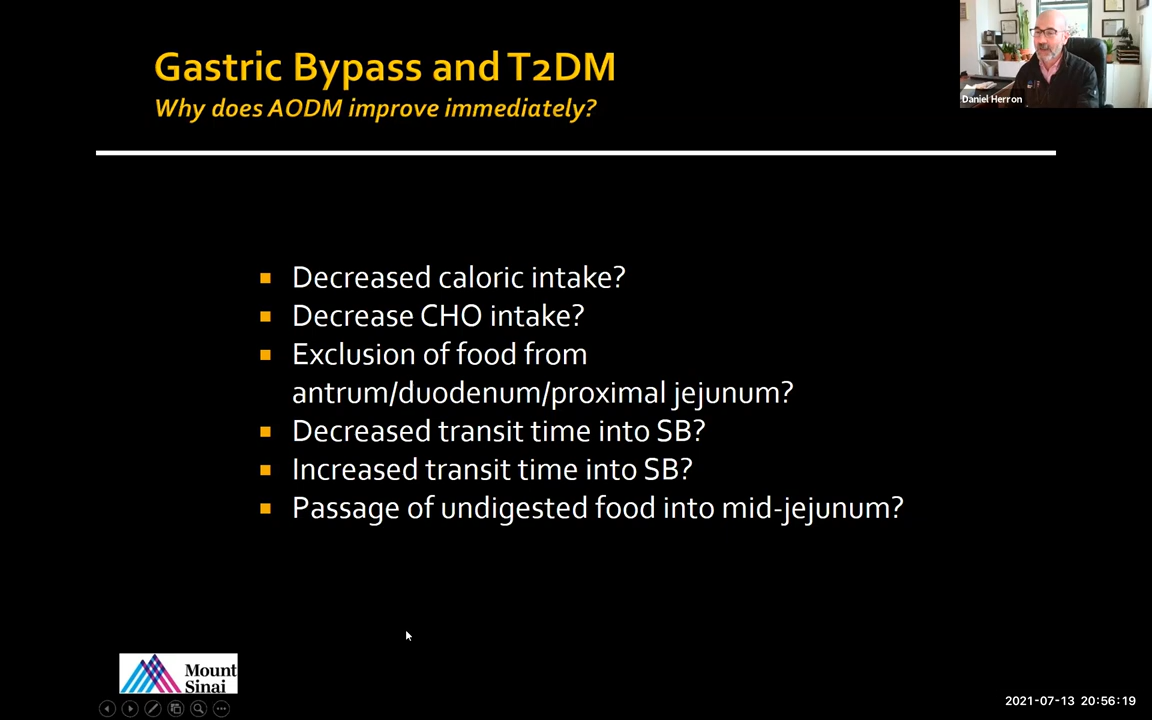 Gastric Bypass and T2DM
Why does AODM improve immediately?
Daniel Herron
Decreased caloric intake?
Decrease CHO intake?
Exclusion of food from
antrum/duodenum/proximal jejunum?
Decreased transit time into SB?
Increased transit time into SB?
Passage of undigested food into mid-jejunum?
Mount
Sinai
2021-07-13 20:56:19